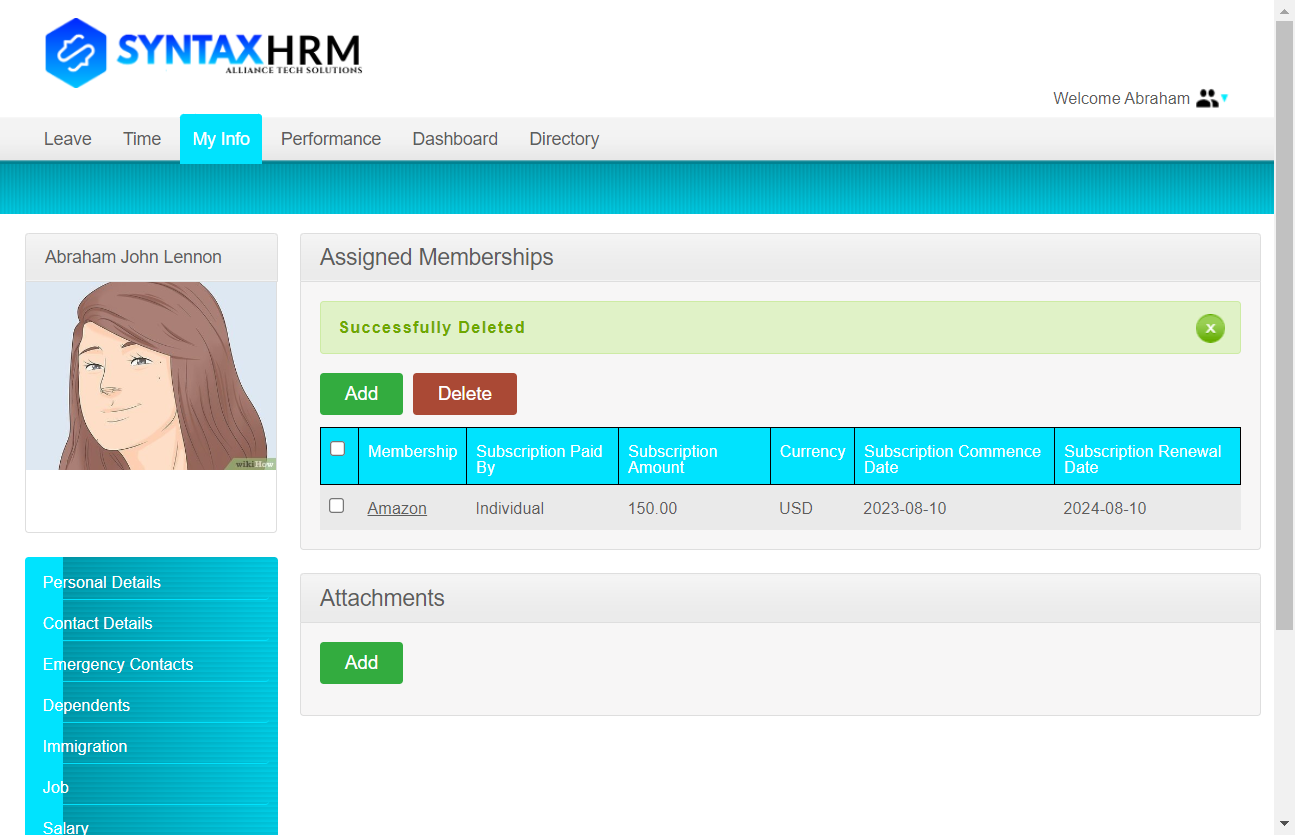 SYNTAXHRM
ALLIANCE TECH SOLUTIONS
Welcome Abraham
Leave Time My Info Performance Dashboard Directory
Abraham John Lennon
wikiHow
Personal Details
Contact Details
Emergency Contacts
Dependents
Immigration
Job
Salary
Assigned Memberships
Successfully Deleted
x
Add Delete
Membership Subscription Paid By Subscription Amount Currency Subscription Commence Date Subscription Renewal Date
Amazon Individual 150.00 USD 2023-08-10 2024-08-10
Attachments
Add